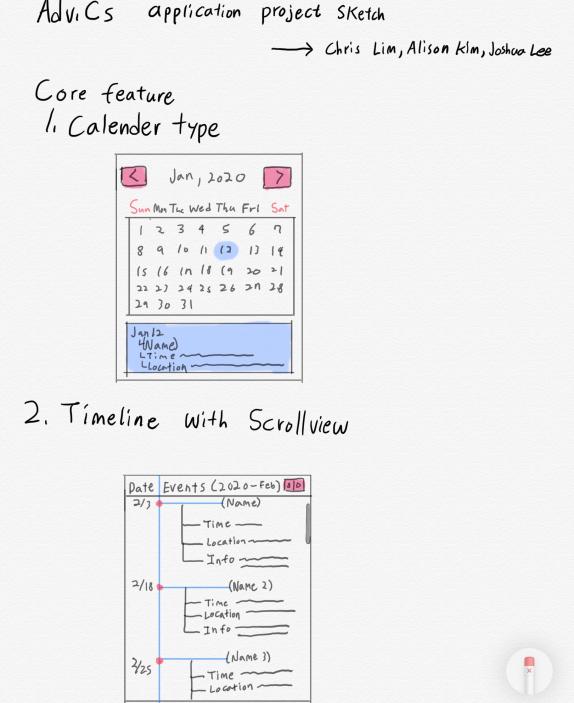 Adv. Cs application project Sketch
→ Chris Lim, Alison kim, Joshua Lee
Core feature
1. Calender type
< Jan, 2020 >
Sun Mon Tue Wed Thu Fri Sat
1 2 3 4 5 6 7
8 9 10 11 12 13 14
15 16 17 18 19 20 21
22 23 24 25 26 27 28
29 30 31
Jan 12
(Name)
Time
Location
2. Timeline with Scrollview
Date Events (2020-Feb)
2/3 (Name)
Time
Location
Info
2/18 (Name 2)
Time
Location
Info
2/25 (Name 3)
Time
Location